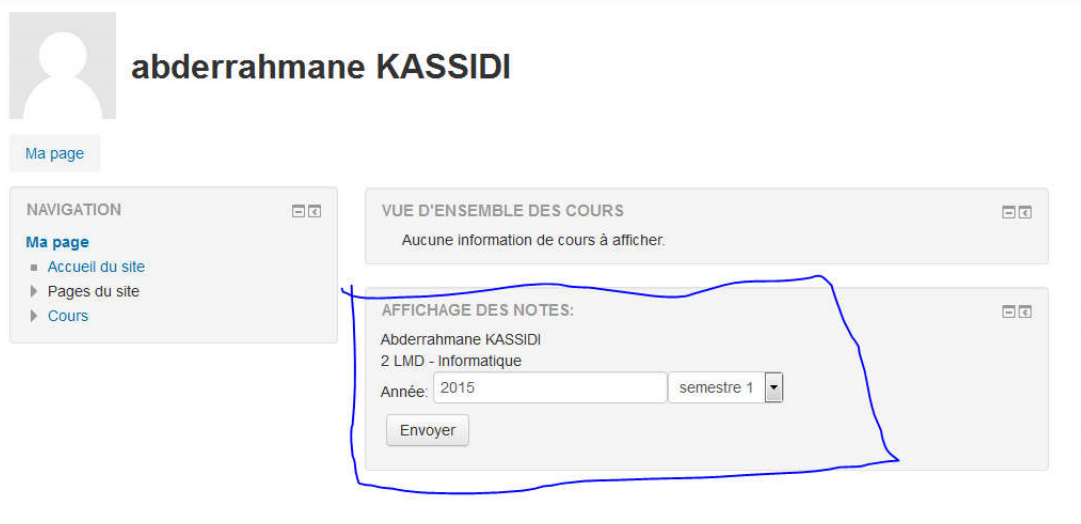 abderrahmane KASSIDI
Ma page
NAVIGATION
Ma page
Accueil du site
Pages du site
Cours
VUE D'ENSEMBLE DES COURS
Aucune information de cours à afficher.
AFFICHAGE DES NOTES:
Abderrahmane KASSIDI
2 LMD - Informatique
Année: 2015 semestre 1
Envoyer